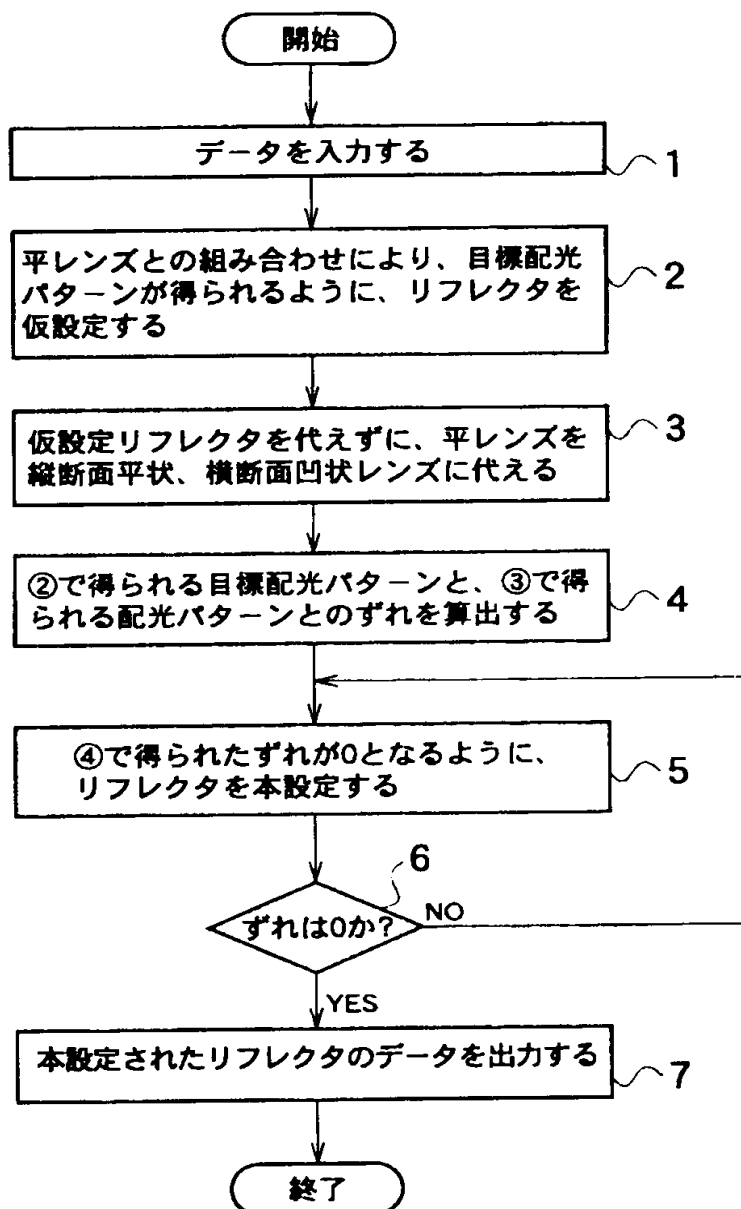 開始
データを入力する
1
平レンズとの組み合わせにより、目標配光
パターンが得られるように、リフレクタを
仮設定する
2
仮設定リフレクタを代えずに、平レンズを
縦断面平状、横断面凹状レンズに代える
3
②で得られる目標配光パターンと、③で得
られる配光パターンとのずれを算出する
4
④で得られたずれが0となるように、
リフレクタを本設定する
5
6
ずれは0か?
NO
YES
本設定されたリフレクタのデータを出力する
7
終了